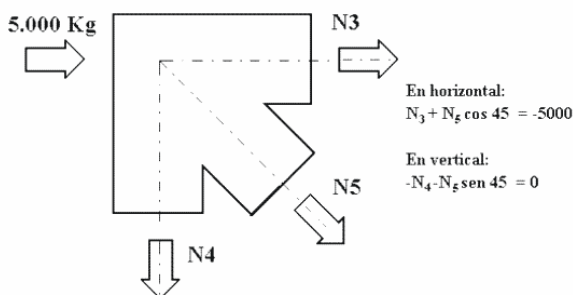 5.000 Kg
N3
En horizontal:
N₃ + N₅ cos 45 = -5000
En vertical:
-N₄-N₅ sen 45 = 0
N5
N4